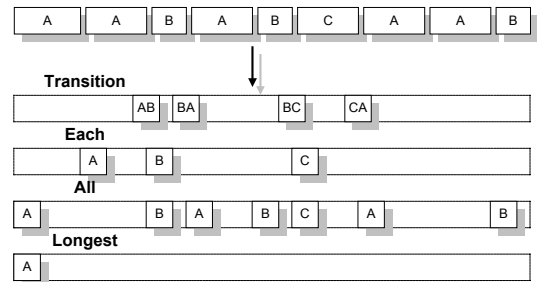 A A B A B C A A B
Transition
AB BA BC CA
Each
A B C
All
A B A B C A B
Longest
A